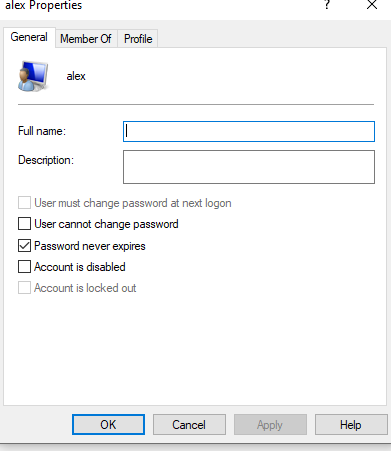 alex Properties
? X
General Member Of Profile
alex
Full name:
Description:
User must change password at next logon
User cannot change password
Password never expires
Account is disabled
Account is locked out
OK Cancel Apply Help